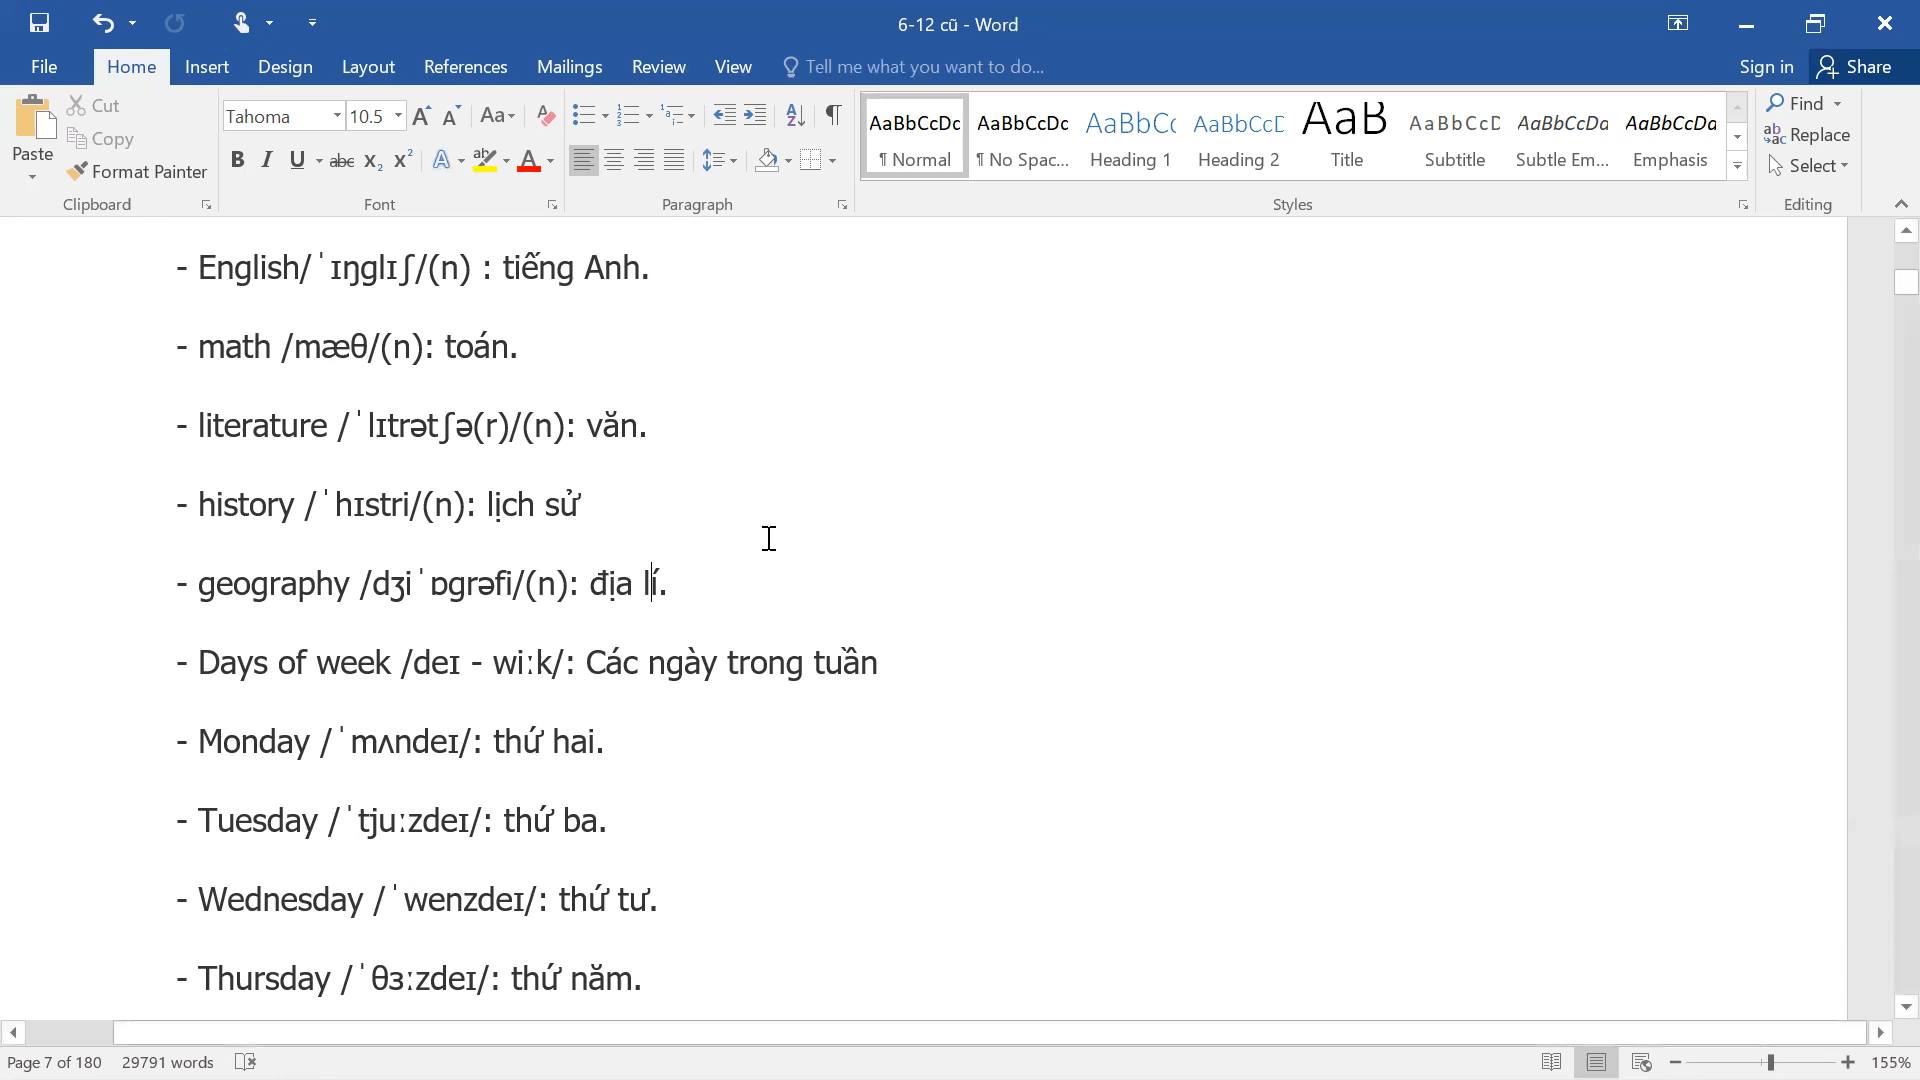 6-12 cũ - Word
File Home Insert Design Layout References Mailings Review View Tell me what you want to do... Sign in Share
Paste Cut Copy Format Painter Clipboard
Tahoma 10.5 Font
Paragraph
AaBbCcDc AaBbCcDc AaBbCc AaBbCcD AaB AaBbCcD AaBbCcDd AaBbCcDd
¶ Normal ¶ No Spac... Heading 1 Heading 2 Title Subtitle Subtle Em... Emphasis
Styles
Find Replace Select Editing
- English/ˈɪŋɡlɪʃ/(n) : tiếng Anh.
- math /mæθ/(n): toán.
- literature /ˈlɪtrətʃə(r)/(n): văn.
- history /ˈhɪstri/(n): lịch sử
- geography /dʒiˈɒɡrəfi/(n): địa lí.
- Days of week /deɪ - wiːk/: Các ngày trong tuần
- Monday /ˈmʌndeɪ/: thứ hai.
- Tuesday /ˈtjuːzdeɪ/: thứ ba.
- Wednesday /ˈwenzdeɪ/: thứ tư.
- Thursday /ˈθɜːzdeɪ/: thứ năm.
Page 7 of 180 29791 words 155%